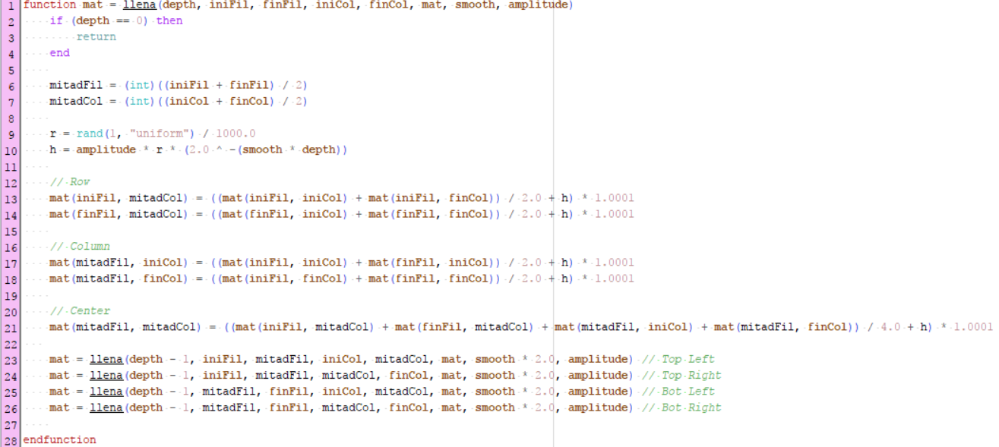 1 function mat = llena(depth, iniFil, finFil, iniCol, finCol, mat, smooth, amplitude)
2     if (depth == 0) then
3         return
4     end
5
6     mitadFil = (int)((iniFil + finFil) / 2)
7     mitadCol = (int)((iniCol + finCol) / 2)
8
9     r = rand(1, "uniform") / 1000.0
10     h = amplitude * r * (2.0 ^ -(smooth * depth))
11
12     // Row
13     mat(iniFil, mitadCol) = ((mat(iniFil, iniCol) + mat(iniFil, finCol)) / 2.0 + h) * 1.0001
14     mat(finFil, mitadCol) = ((mat(finFil, iniCol) + mat(finFil, finCol)) / 2.0 + h) * 1.0001
15
16     // Column
17     mat(mitadFil, iniCol) = ((mat(iniFil, iniCol) + mat(finFil, iniCol)) / 2.0 + h) * 1.0001
18     mat(mitadFil, finCol) = ((mat(iniFil, finCol) + mat(finFil, finCol)) / 2.0 + h) * 1.0001
19
20     // Center
21     mat(mitadFil, mitadCol) = ((mat(iniFil, mitadCol) + mat(finFil, mitadCol) + mat(mitadFil, iniCol) + mat(mitadFil, finCol)) / 4.0 + h) * 1.0001
22
23     mat = llena(depth - 1, iniFil, mitadFil, iniCol, mitadCol, mat, smooth * 2.0, amplitude) // Top Left
24     mat = llena(depth - 1, iniFil, mitadFil, mitadCol, finCol, mat, smooth * 2.0, amplitude) // Top Right
25     mat = llena(depth - 1, mitadFil, finFil, iniCol, mitadCol, mat, smooth * 2.0, amplitude) // Bot Left
26     mat = llena(depth - 1, mitadFil, finFil, mitadCol, finCol, mat, smooth * 2.0, amplitude) // Bot Right
27
28 endfunction